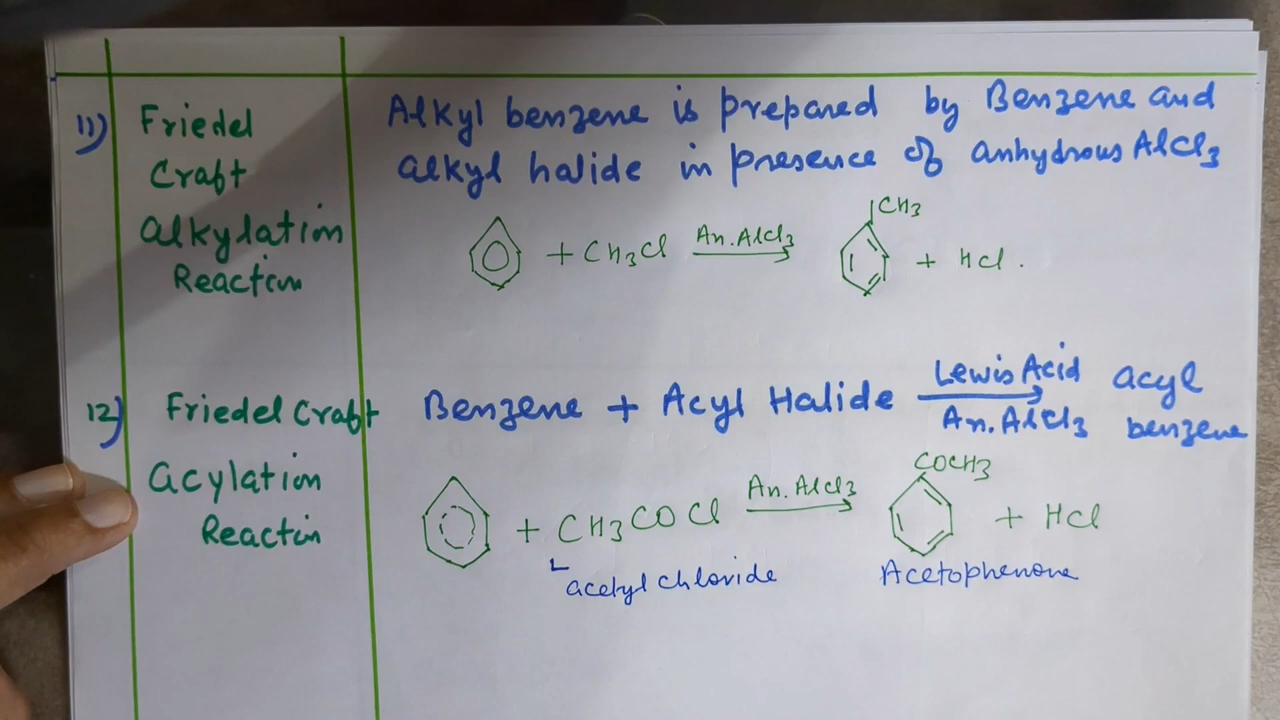 11) Friedel Craft Alkylation Reaction
Alkyl benzene is prepared by Benzene and
alkyl halide in presence of anhydrous AlCl3
+ CH3Cl An.AlCl3 CH3 + HCl.
12) Friedel Craft Acylation Reaction
Benzene + Acyl Halide Lewis Acid An.AlCl3 acyl benzene
+ CH3COCl An.AlCl3 COCH3 + HCl
acetyl chloride Acetophenone